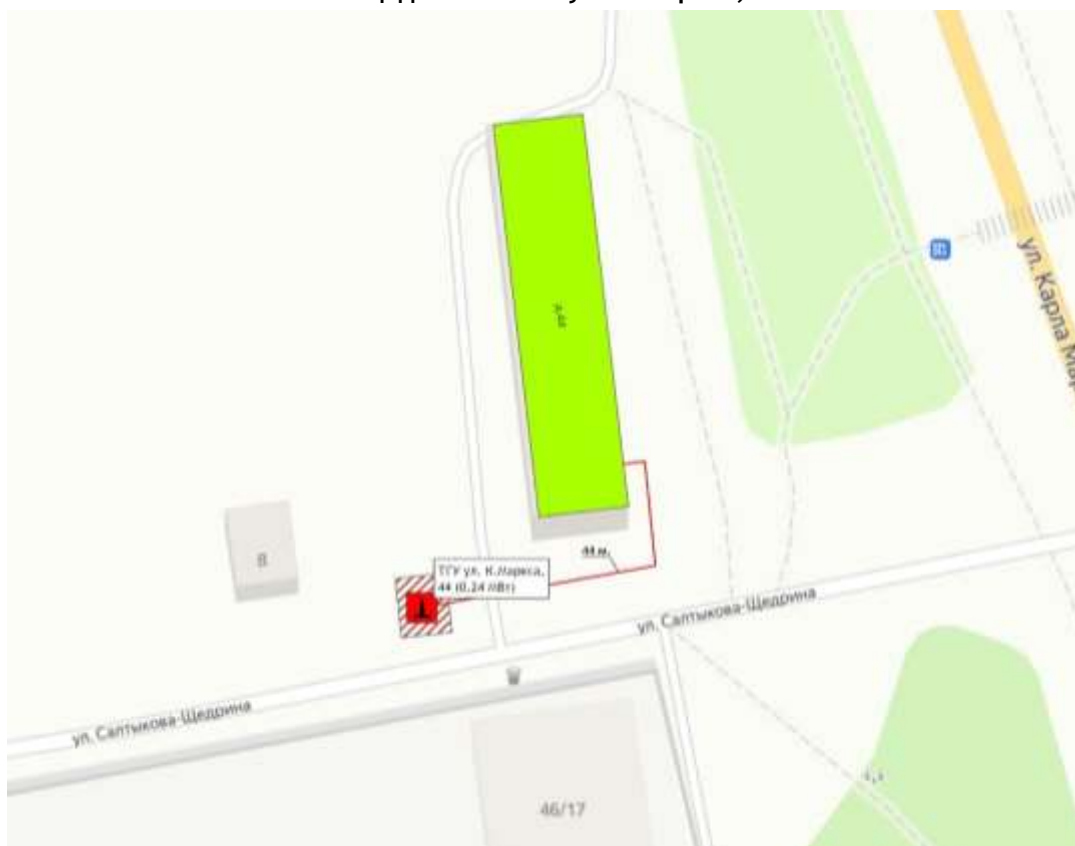 ул. Карла Мар
44 м.
8
ТГУ ул. К.Маркса,
44 (0.24 МВт)
ул. Салтыкова-Щедрина
ул. Салтыкова-Щедрина
46/17